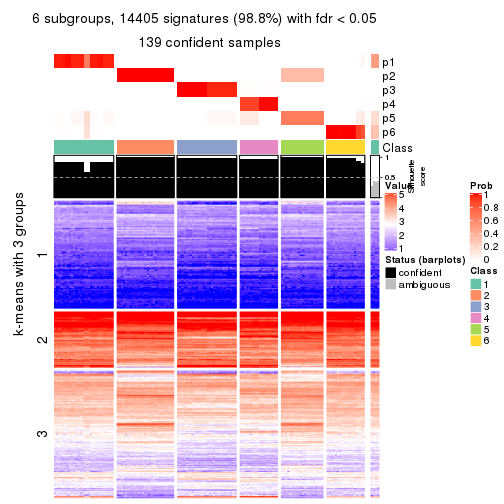 6 subgroups, 14405 signatures (98.8%) with fdr < 0.05
139 confident samples
p1
p2
p3
p4
p5
p6
Class
1
0.5
Silhouette
score
k-means with 3 groups
1
2
3
Value
5
4
3
2
1
Status (barplots)
confident
ambiguous
Prob
1
0.8
0.6
0.4
0.2
0
Class
1
2
3
4
5
6